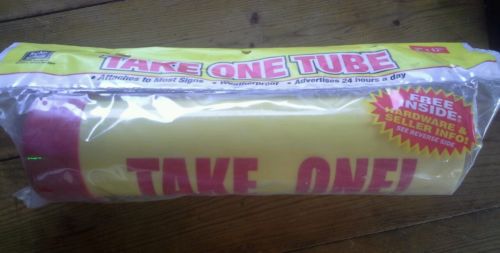 TAKE ONE TUBE
• Attaches to Most Signs • Weatherproof • Advertises 24 hours a day
FREE
INSIDE:
HARDWARE &
SELLER INFO!
SEE REVERSE SIDE
TAKE ONE!